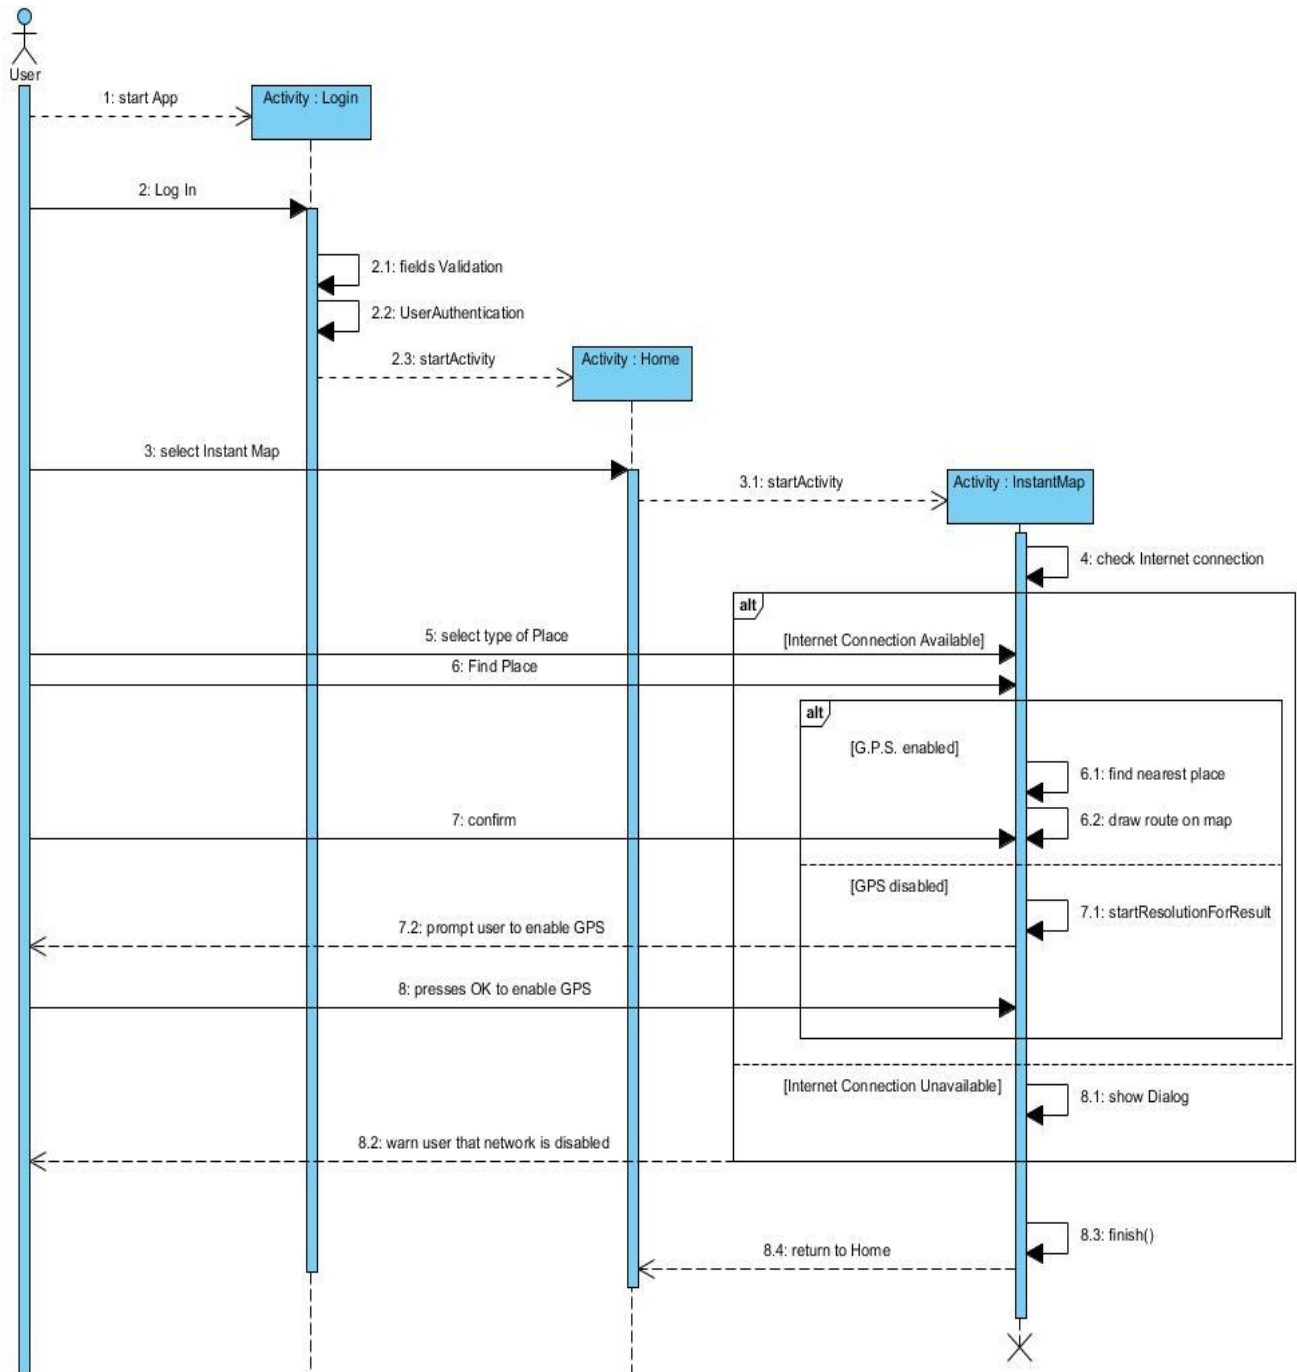 User
1: start App
Activity : Login
2: Log In
2.1: fields Validation
2.2: UserAuthentication
2.3: startActivity
Activity : Home
3: select Instant Map
3.1: startActivity
Activity : InstantMap
4: check Internet connection
alt
5: select type of Place
[Internet Connection Available]
6: Find Place
alt
[G.P.S. enabled]
6.1: find nearest place
7: confirm
6.2: draw route on map
[GPS disabled]
7.1: startResolutionForResult
7.2: prompt user to enable GPS
8: presses OK to enable GPS
[Internet Connection Unavailable]
8.1: show Dialog
8.2: warn user that network is disabled
8.3: finish()
8.4: return to Home